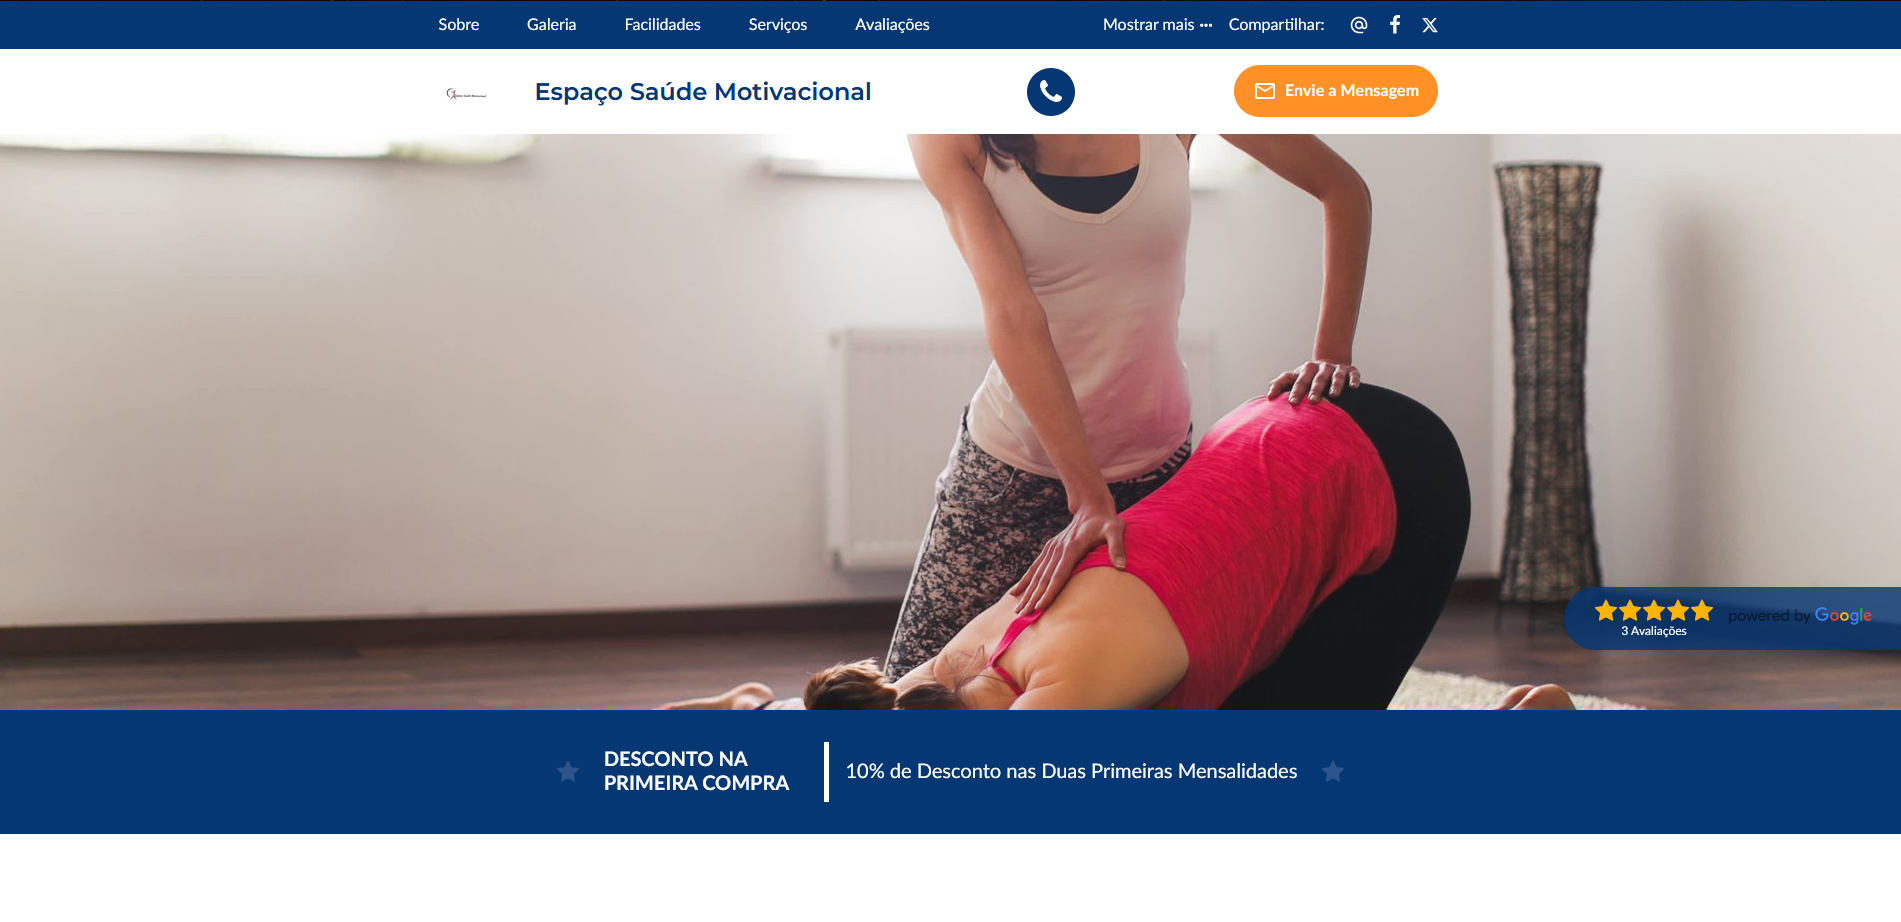 Sobre
Galeria
Facilidades
Serviços
Avaliações
Mostrar mais
Compartilhar:
Espaço Saúde Motivacional
Envie a Mensagem
3 Avaliações
powered by Google
DESCONTO NA
PRIMEIRA COMPRA
10% de Desconto nas Duas Primeiras Mensalidades